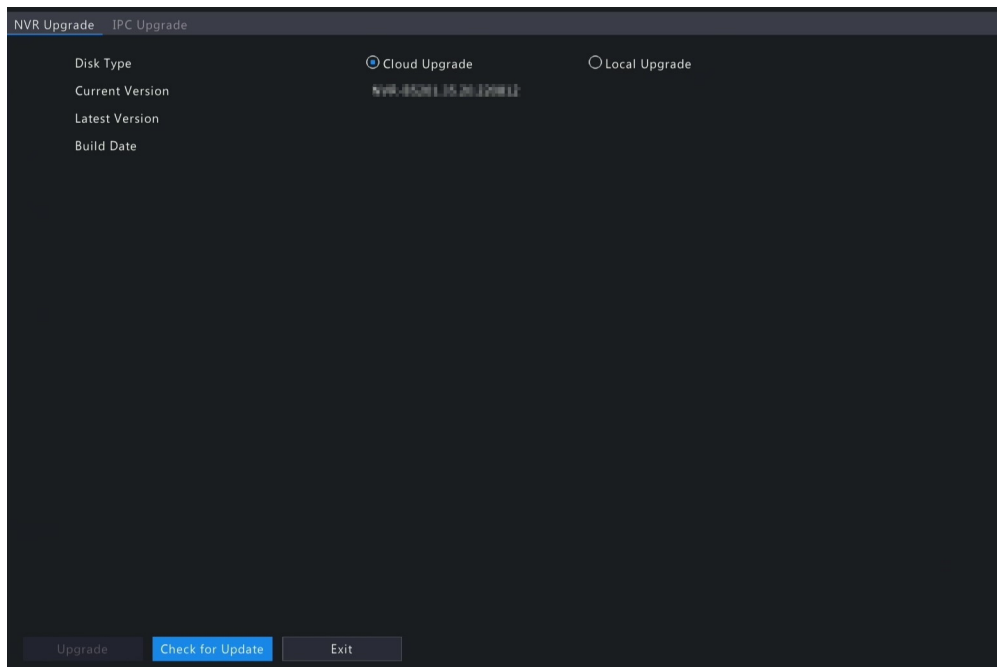 NVR Upgrade IPC Upgrade
Disk Type Cloud Upgrade Local Upgrade
Current Version
Latest Version
Build Date
Upgrade Check for Update Exit